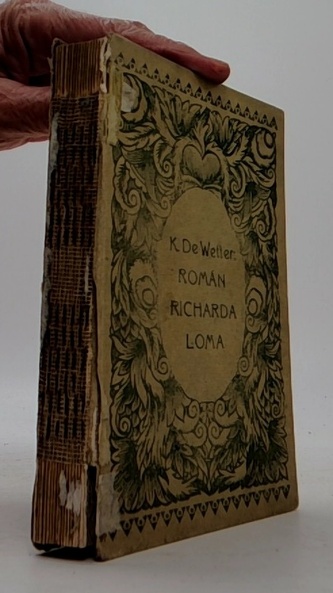 K. De Wetter:
ROMÁN
RICHARDA
LOMA